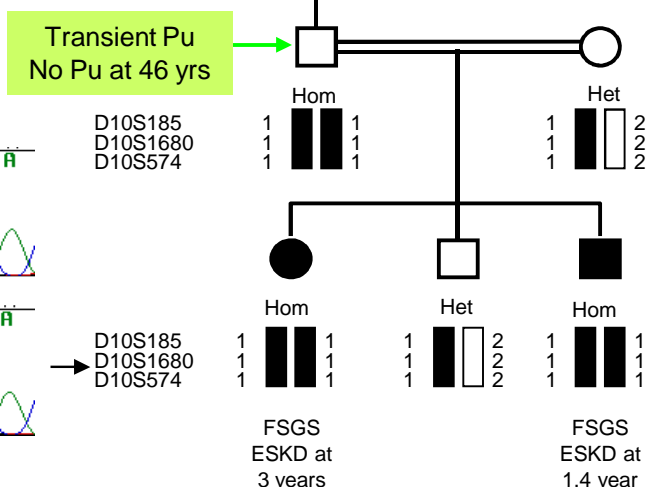 Transient Pu
No Pu at 46 yrs
Hom
Het
D10S185 1 1 1 2
D10S1680 1 1 1 2
D10S574 1 1 1 2
A
A
Hom
Het
Hom
D10S185 1 1 1 2 1 1
D10S1680 1 1 1 2 1 1
D10S574 1 1 1 2 1 1
FSGS
ESKD at
3 years
FSGS
ESKD at
1.4 year